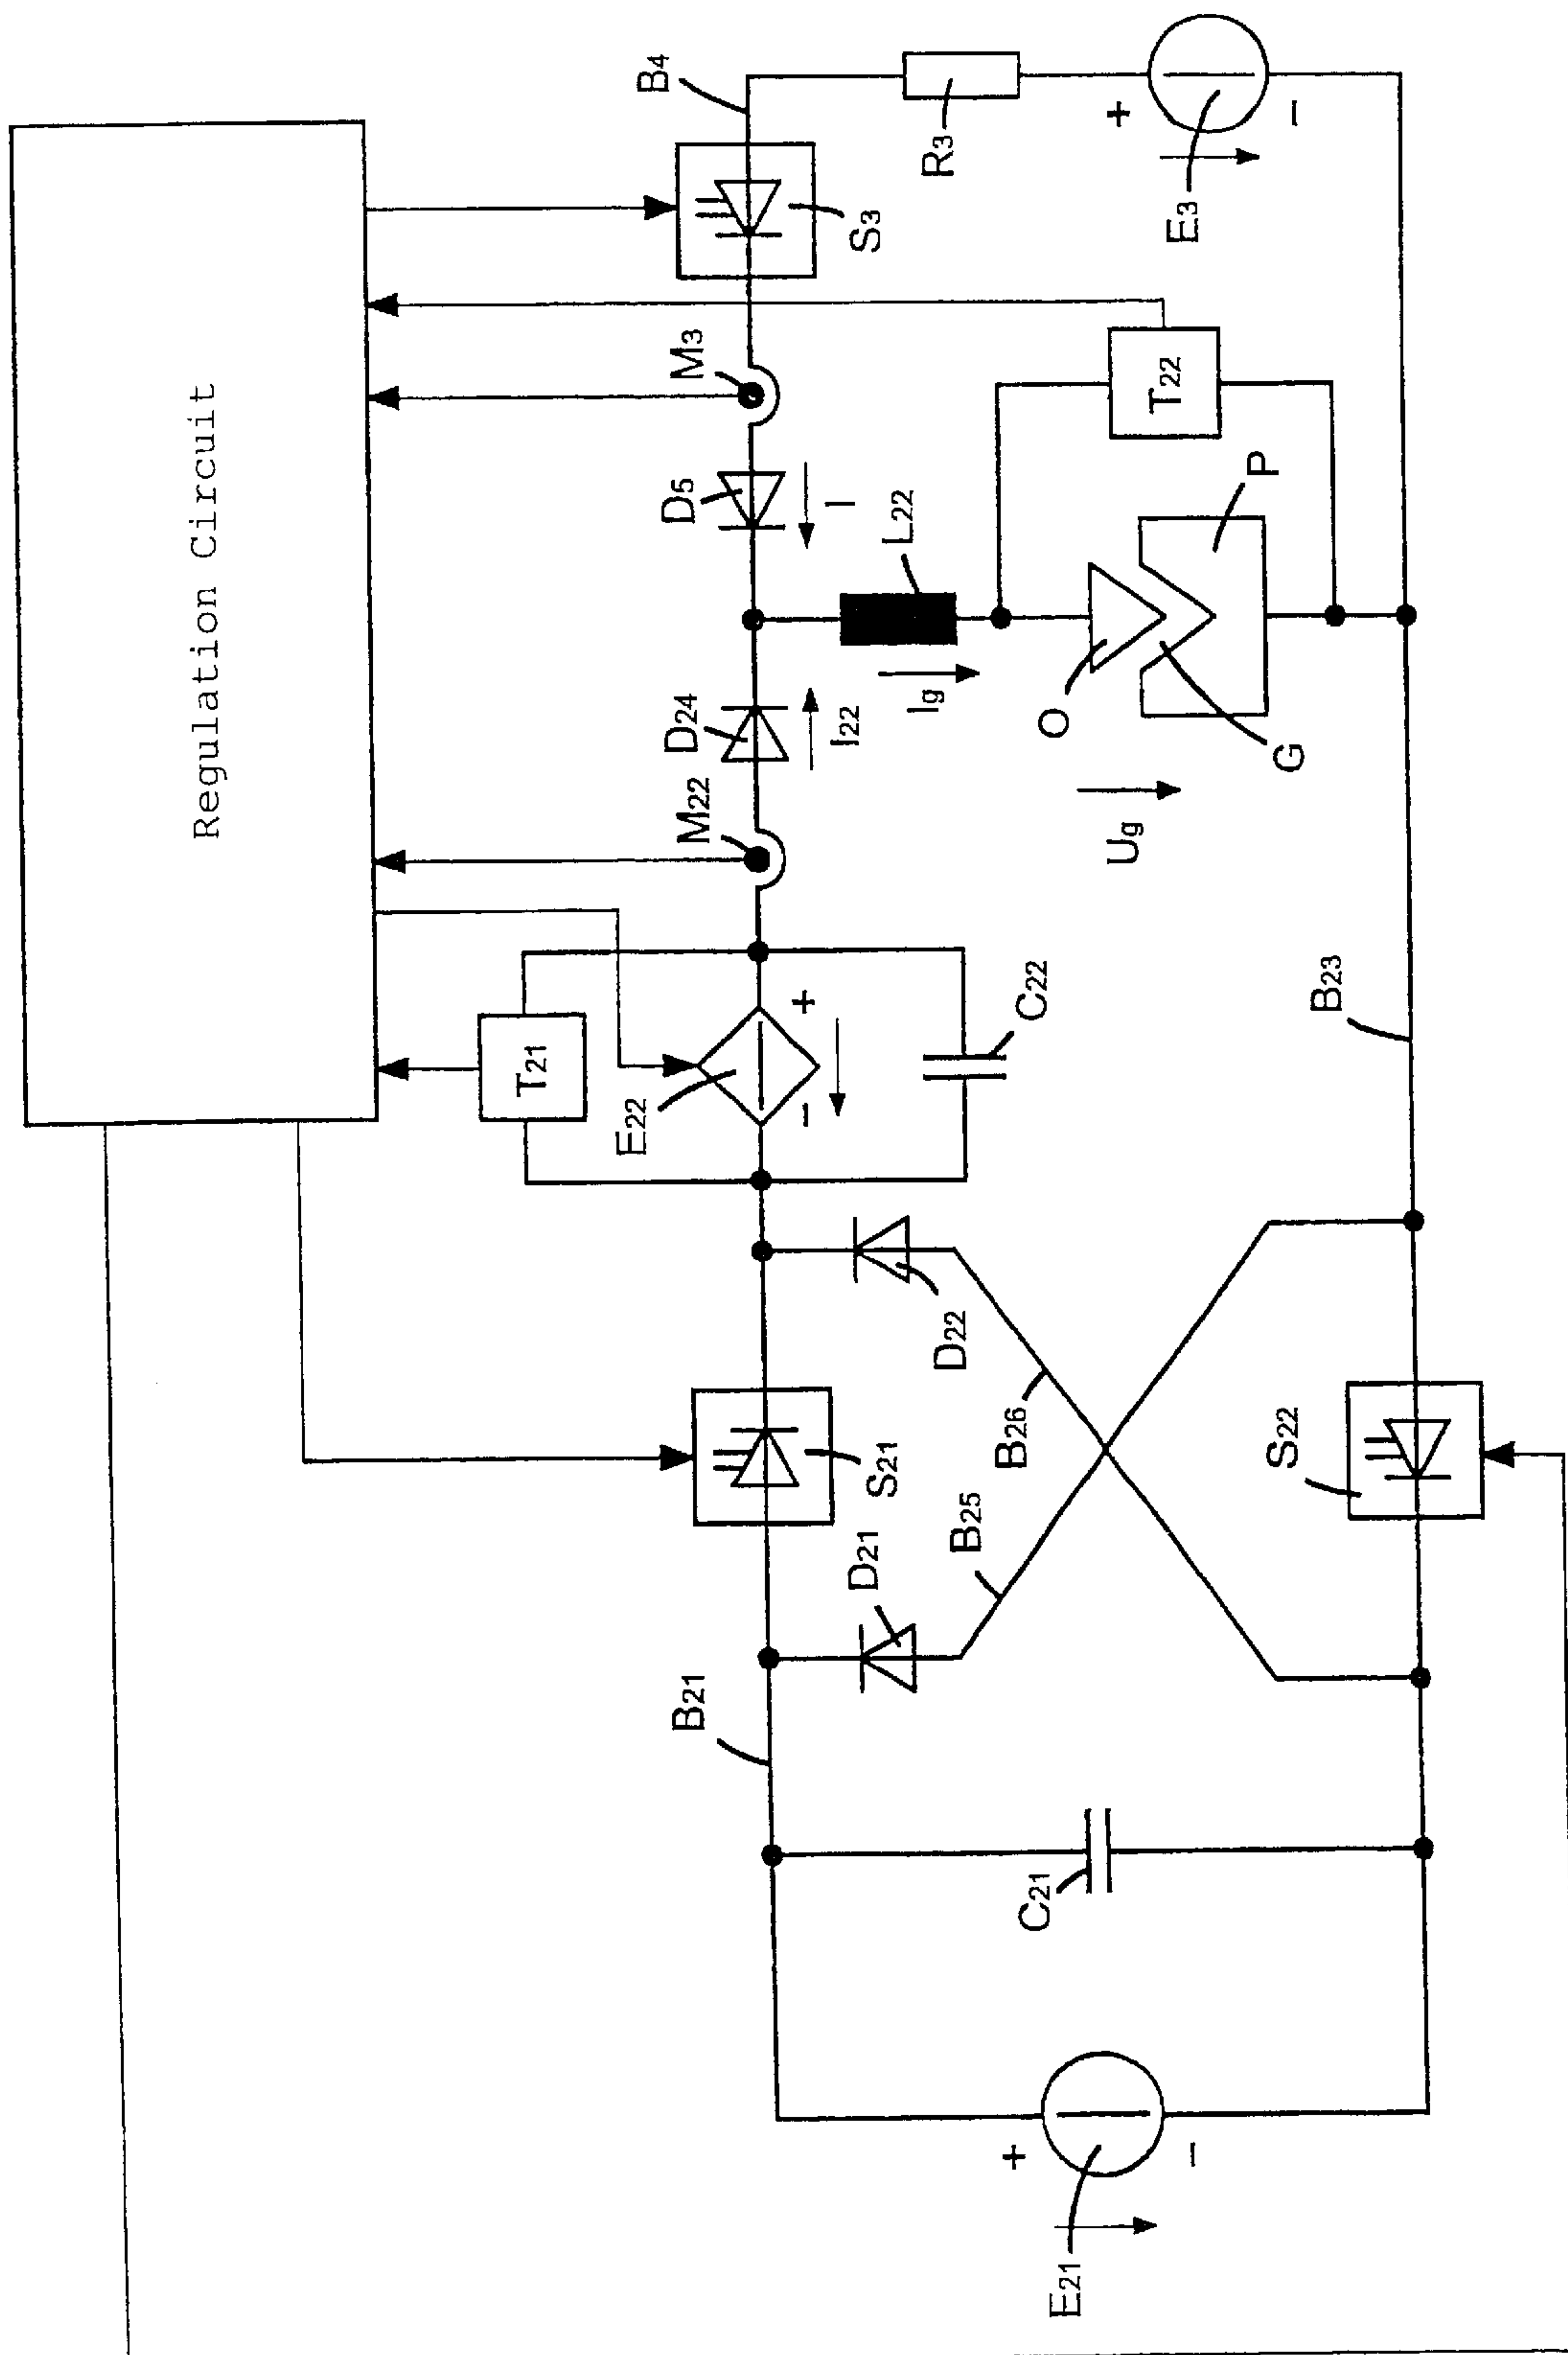 Regulation Circuit
T21
E22
+
−
C22
M22
D24
I22
D5
I
M3
S3
B4
R3
+
−
E3
L22
Ig
Ug
O
G
P
T22
B21
S21
D21
D22
B25
B26
B23
S22
C21
+
−
E21